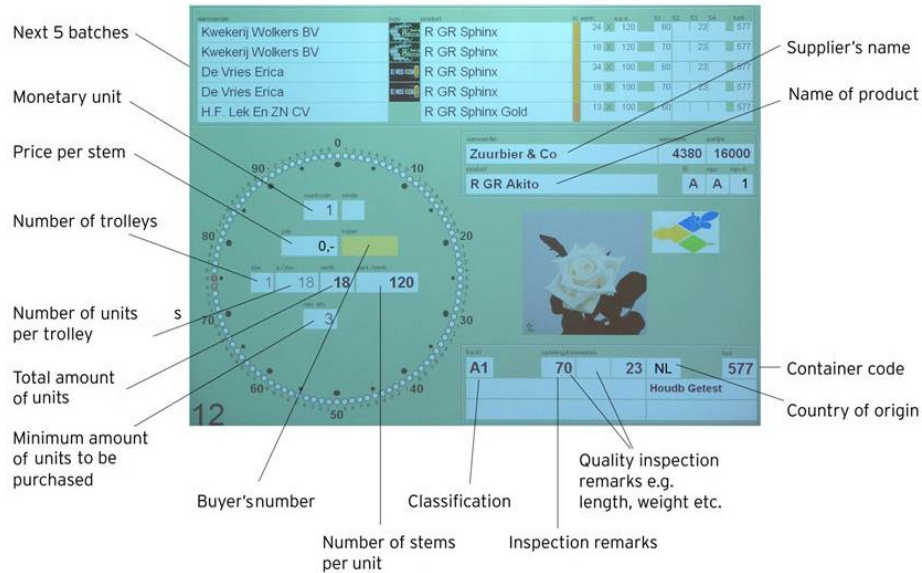 Next 5 batches
Monetary unit
Price per stem
Number of trolleys
Number of units s
per trolley
Total amount
of units
Minimum amount
of units to be
purchased
Buyer's number
Classification
Number of stems
per unit
Inspection remarks
Quality inspection
remarks e.g.
length, weight etc.
Supplier's name
Name of product
Container code
Country of origin
aanvoerder product
Kwekerij Wolkers BV R GR Sphinx 24 X 120 60 23 577
Kwekerij Wolkers BV R GR Sphinx 18 X 120 70 23 577
De Vries Erica R GR Sphinx 34 X 100 60 23 577
De Vries Erica R GR Sphinx 16 X 100 70 23 577
H.F. Lek En ZN CV R GR Sphinx Gold 13 X 100 60 577
aanvoerder
Zuurbier & Co 4380 16000
product
R GR Akito A A 1
0
90 10
80 20
70 30
60 40
50
1
0,-
1 18 18 120
3
12
A1 70 23 NL 577
Houdb Getest